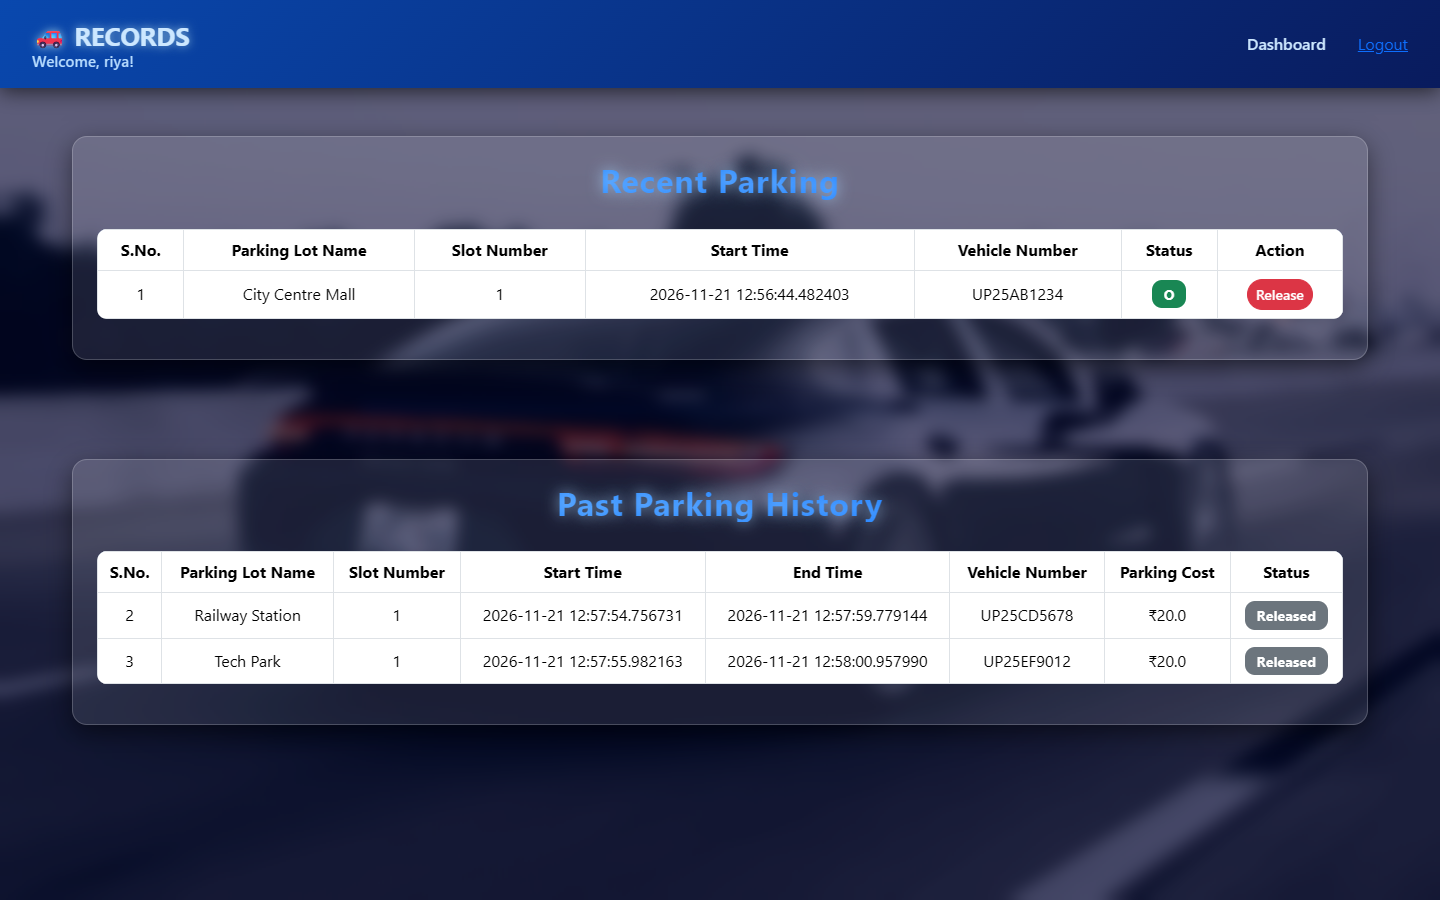 RECORDS
Welcome, riya!
Dashboard Logout
Recent Parking
S.No. Parking Lot Name Slot Number Start Time Vehicle Number Status Action
1 City Centre Mall 1 2026-11-21 12:56:44.482403 UP25AB1234 O Release
Past Parking History
S.No. Parking Lot Name Slot Number Start Time End Time Vehicle Number Parking Cost Status
2 Railway Station 1 2026-11-21 12:57:54.756731 2026-11-21 12:57:59.779144 UP25CD5678 ₹20.0 Released
3 Tech Park 1 2026-11-21 12:57:55.982163 2026-11-21 12:58:00.957990 UP25EF9012 ₹20.0 Released